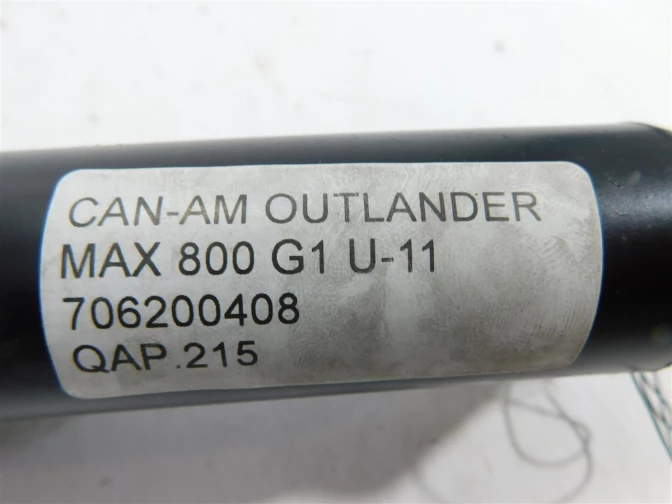 CAN-AM OUTLANDER
MAX 800 G1 U-11
706200408
QAP.215